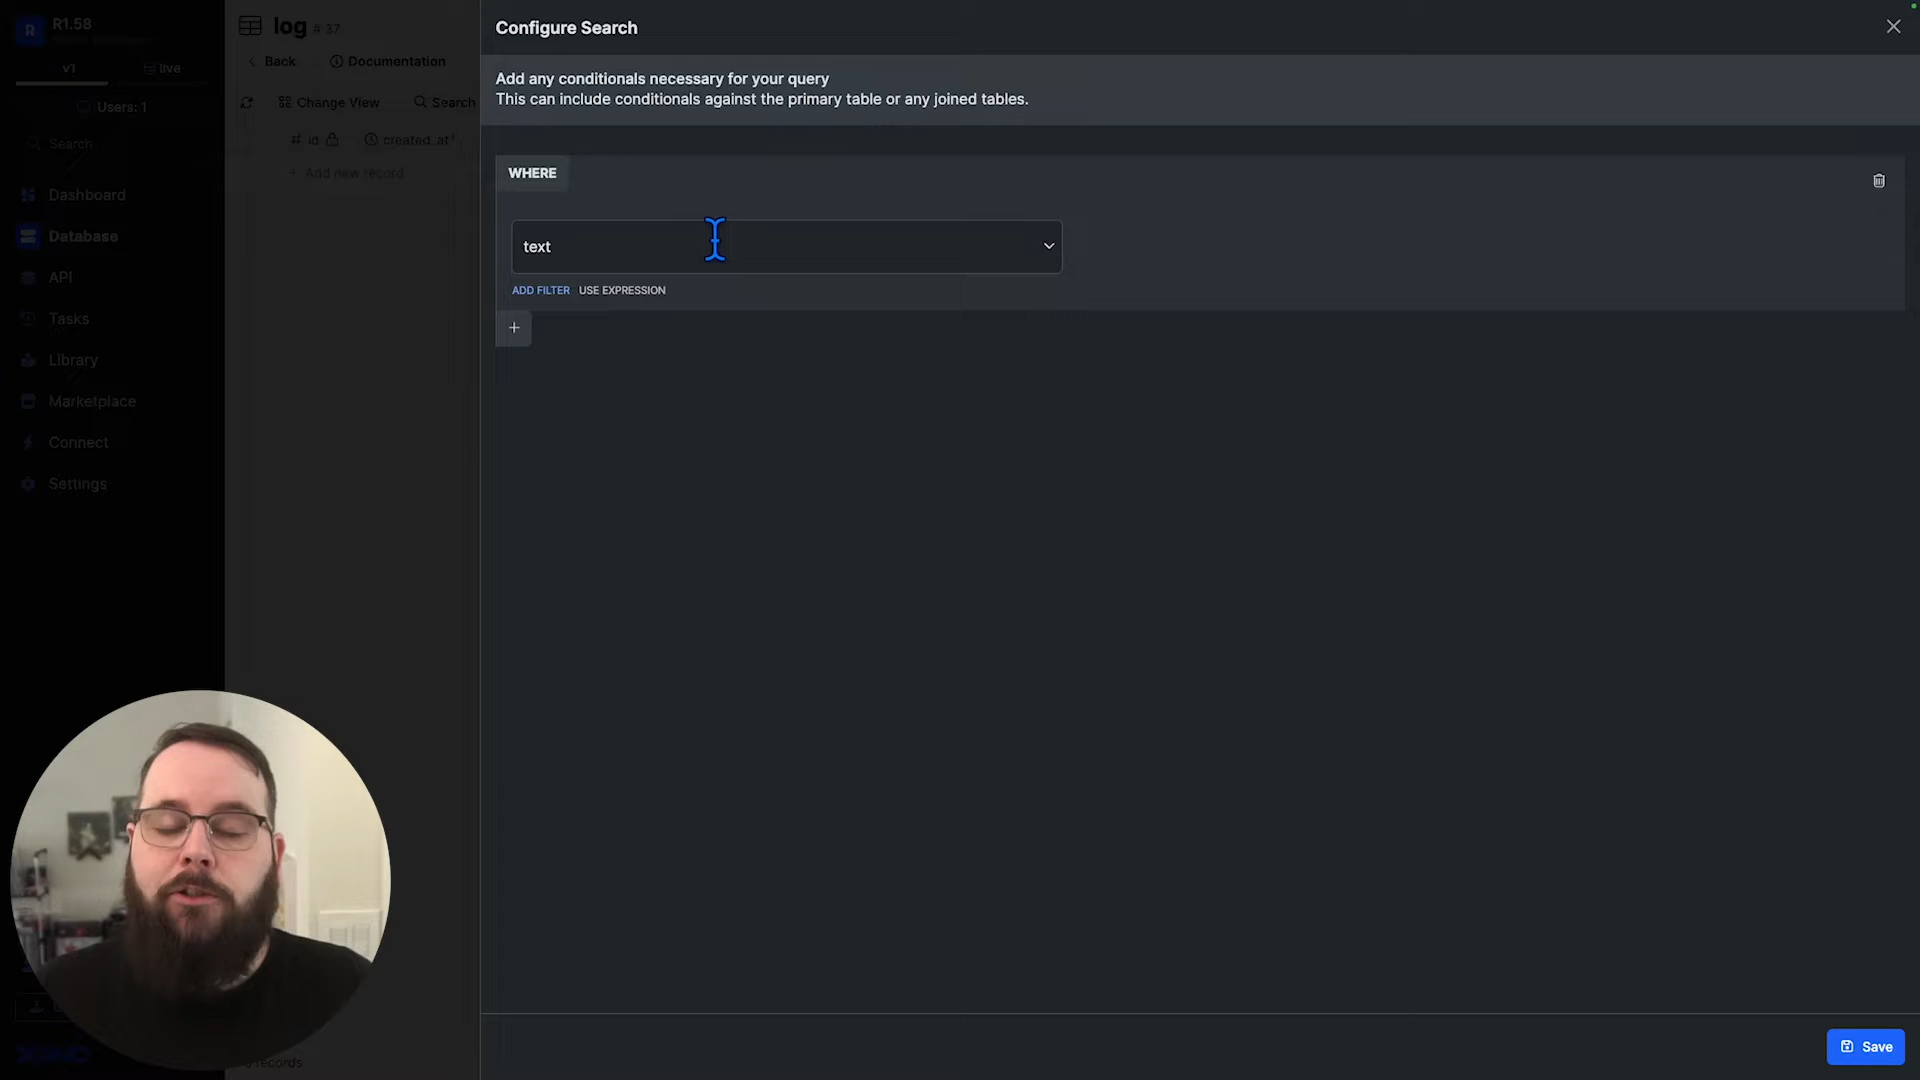 R
R1.58
v1
live
Users: 1
Search
Dashboard
Database
API
Tasks
Library
Marketplace
Connect
Settings
log # 37
Back
Documentation
Change View
Search
# id
created_at
+ Add new record
records
Configure Search
Add any conditionals necessary for your query
This can include conditionals against the primary table or any joined tables.
WHERE
text
ADD FILTER USE EXPRESSION
+
Save